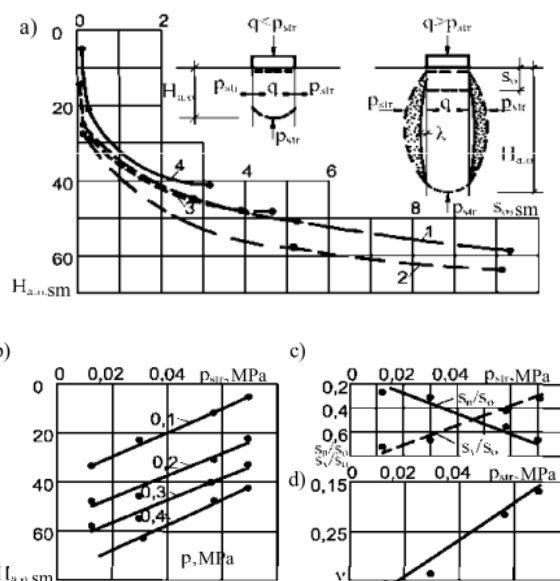 a)
0
2
q<p_str
q>p_str
0
20
40
60
H_a.o. sm
H_a.o
p_str
q
p_str
p_str
p_str
q
p_str
λ
s_o
H_a.o
p_str
4
3
4
6
8
s_o, sm
1
2
b)
0 0,02 0,04 p_str, MPa
0
20
40
60
H_a.o. sm
0,1
0,2
0,3
0,4
p, MPa
c)
0 0,02 0,04 p_str, MPa
0,2
0,4
0,6
0,8
s_n/s_o
s_v/s_o
s_n/s_o
s_v/s_o
d)
0 0,02 0,04 p_str, MPa
0,15
0,25
ν